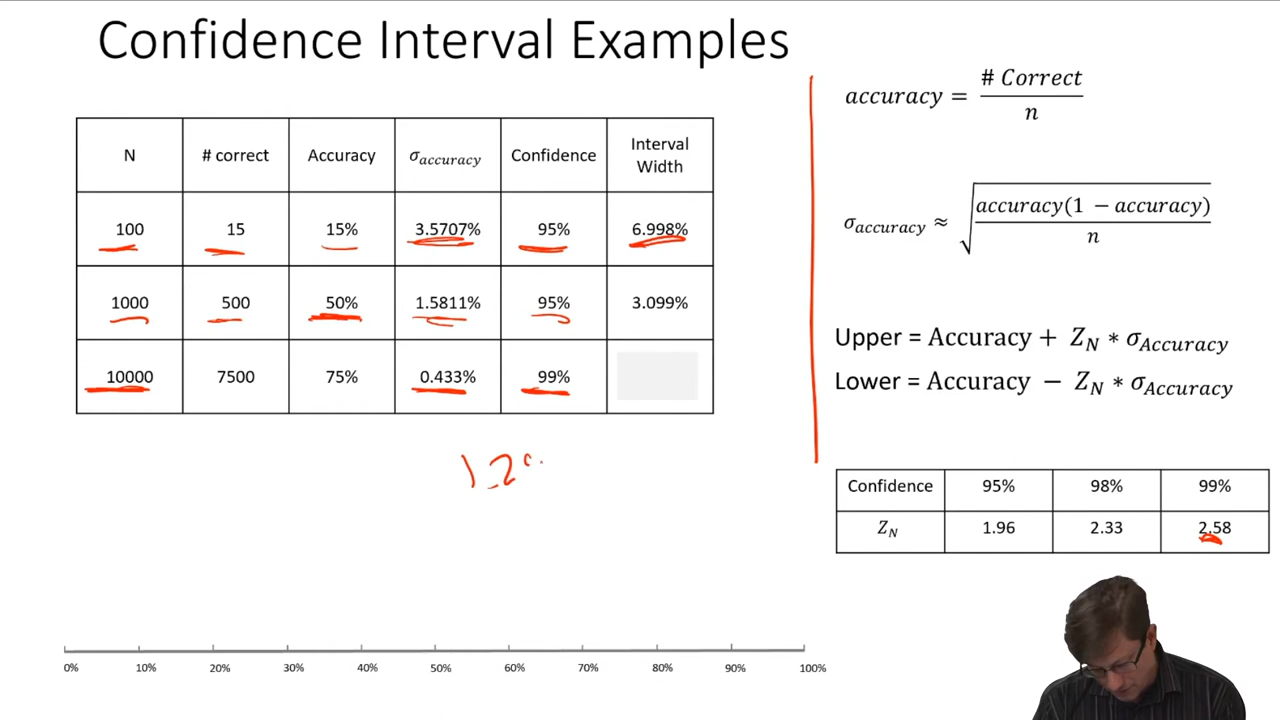 Confidence Interval Examples
N # correct Accuracy σaccuracy Confidence Interval Width
100 15 15% 3.5707% 95% 6.998%
1000 500 50% 1.5811% 95% 3.099%
10000 7500 75% 0.433% 99%
1.2
accuracy = # Correct / n
σaccuracy ≈ √(accuracy(1 − accuracy) / n)
Upper = Accuracy + ZN * σAccuracy
Lower = Accuracy − ZN * σAccuracy
Confidence 95% 98% 99%
ZN 1.96 2.33 2.58
0% 10% 20% 30% 40% 50% 60% 70% 80% 90% 100%